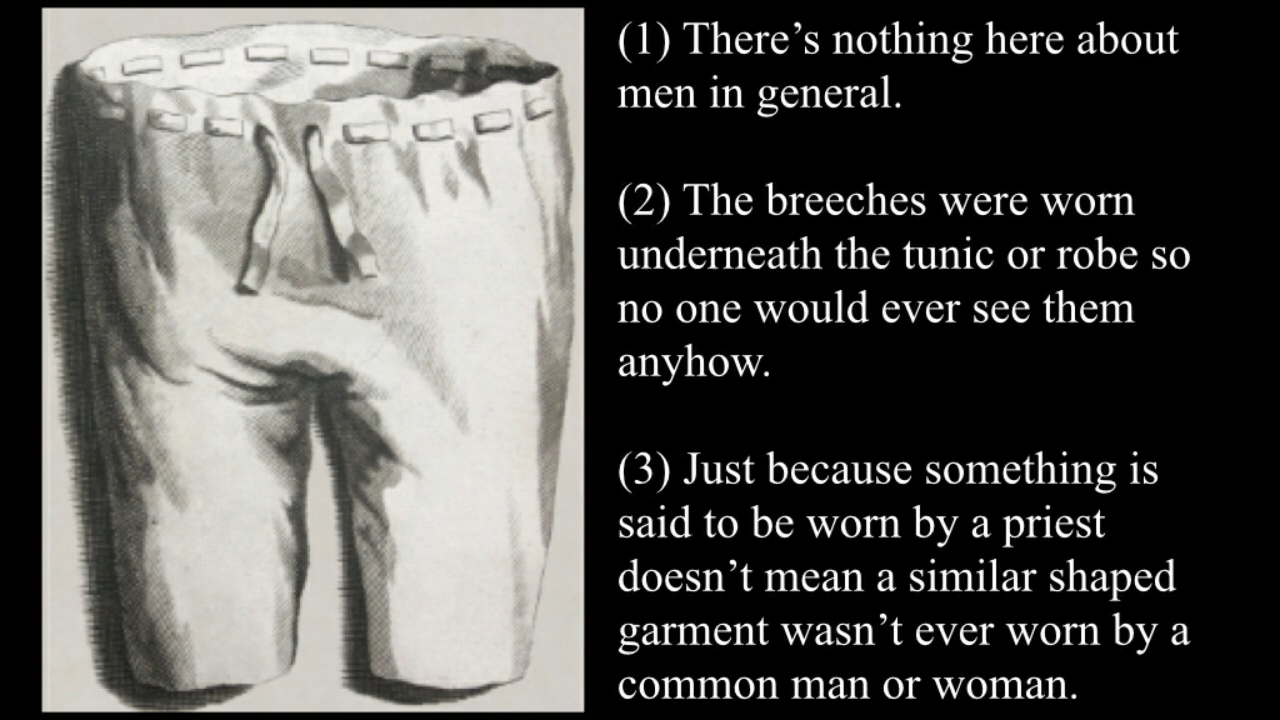 (1) There’s nothing here about
men in general.
(2) The breeches were worn
underneath the tunic or robe so
no one would ever see them
anyhow.
(3) Just because something is
said to be worn by a priest
doesn’t mean a similar shaped
garment wasn’t ever worn by a
common man or woman.